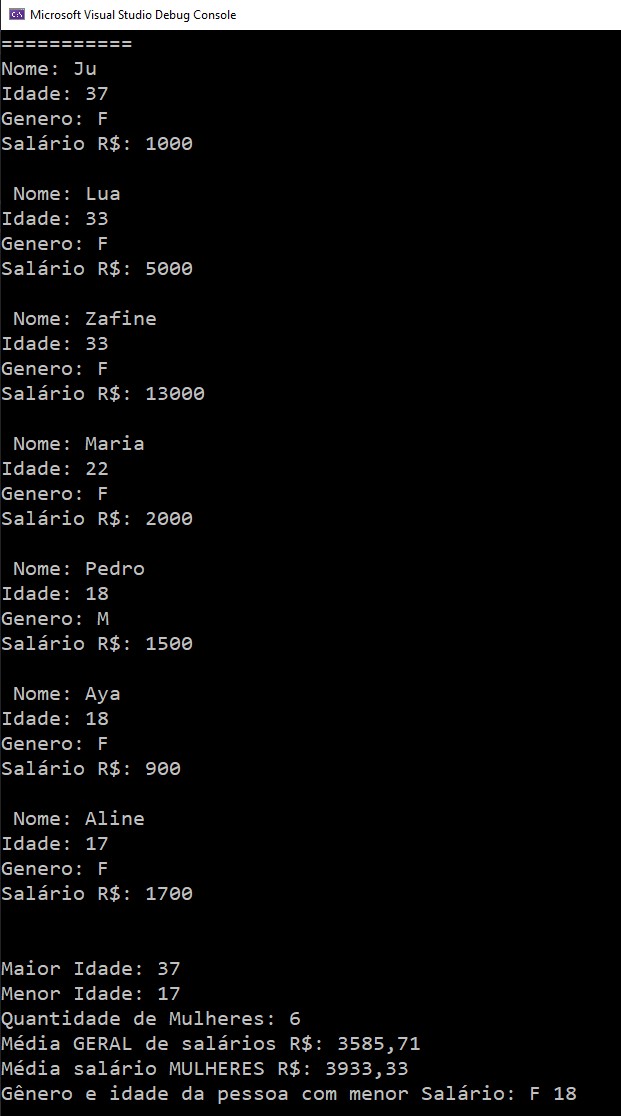 Microsoft Visual Studio Debug Console
===========
Nome: Ju
Idade: 37
Genero: F
Salário R$: 1000
Nome: Lua
Idade: 33
Genero: F
Salário R$: 5000
Nome: Zafine
Idade: 33
Genero: F
Salário R$: 13000
Nome: Maria
Idade: 22
Genero: F
Salário R$: 2000
Nome: Pedro
Idade: 18
Genero: M
Salário R$: 1500
Nome: Aya
Idade: 18
Genero: F
Salário R$: 900
Nome: Aline
Idade: 17
Genero: F
Salário R$: 1700
Maior Idade: 37
Menor Idade: 17
Quantidade de Mulheres: 6
Média GERAL de salários R$: 3585,71
Média salário MULHERES R$: 3933,33
Gênero e idade da pessoa com menor Salário: F 18